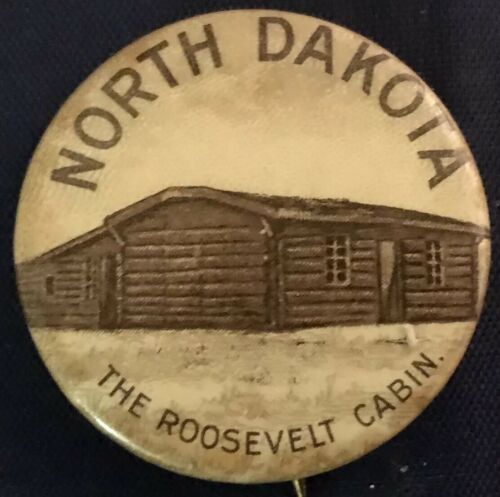 NORTH DAKOTA
THE ROOSEVELT CABIN.